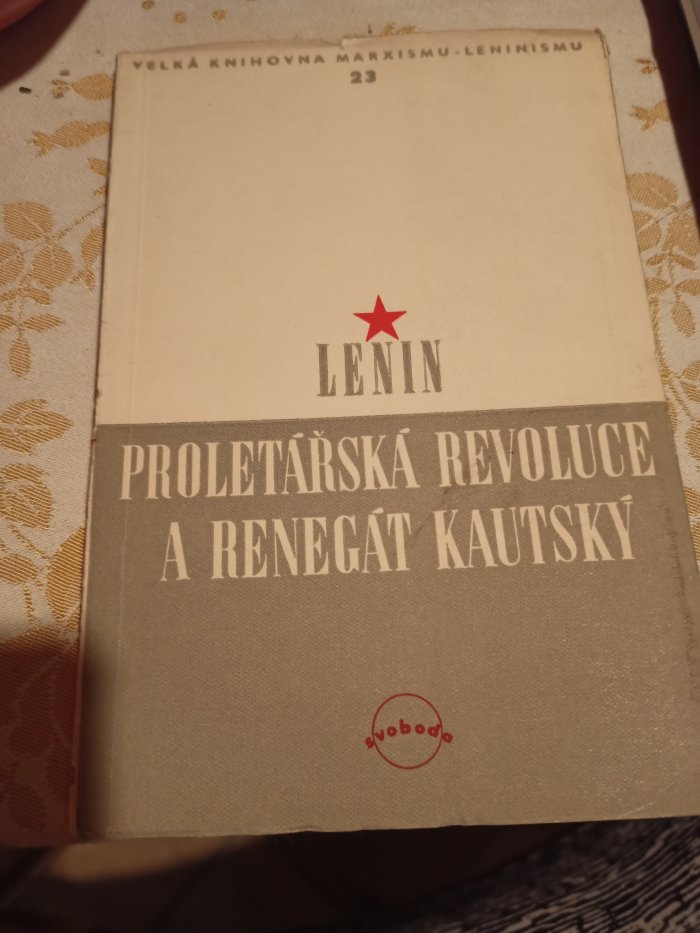 VELKÁ KNIHOVNA MARXISMU-LENINISMU
23
LENIN
PROLETÁŘSKÁ REVOLUCE
A RENEGÁT KAUTSKÝ
svoboda